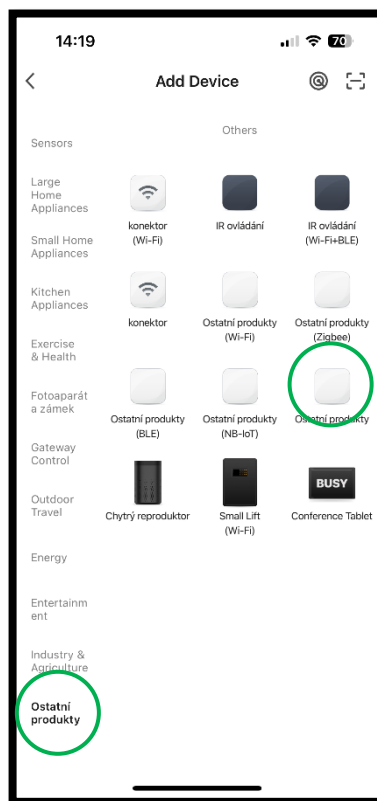 14:19
70
Add Device
Others
Sensors
Large
Home
Appliances
Small Home
Appliances
Kitchen
Appliances
Exercise
& Health
Fotoaparát
a zámek
Gateway
Control
Outdoor
Travel
Energy
Entertainm
ent
Industry &
Agriculture
Ostatní
produkty
konektor
(Wi-Fi)
IR ovládání
IR ovládání
(Wi-Fi+BLE)
konektor
Ostatní produkty
(Wi-Fi)
Ostatní produkty
(Zigbee)
Ostatní produkty
(BLE)
Ostatní produkty
(NB-IoT)
Ostatní produkty
Chytrý reproduktor
Small Lift
(Wi-Fi)
BUSY
Conference Tablet